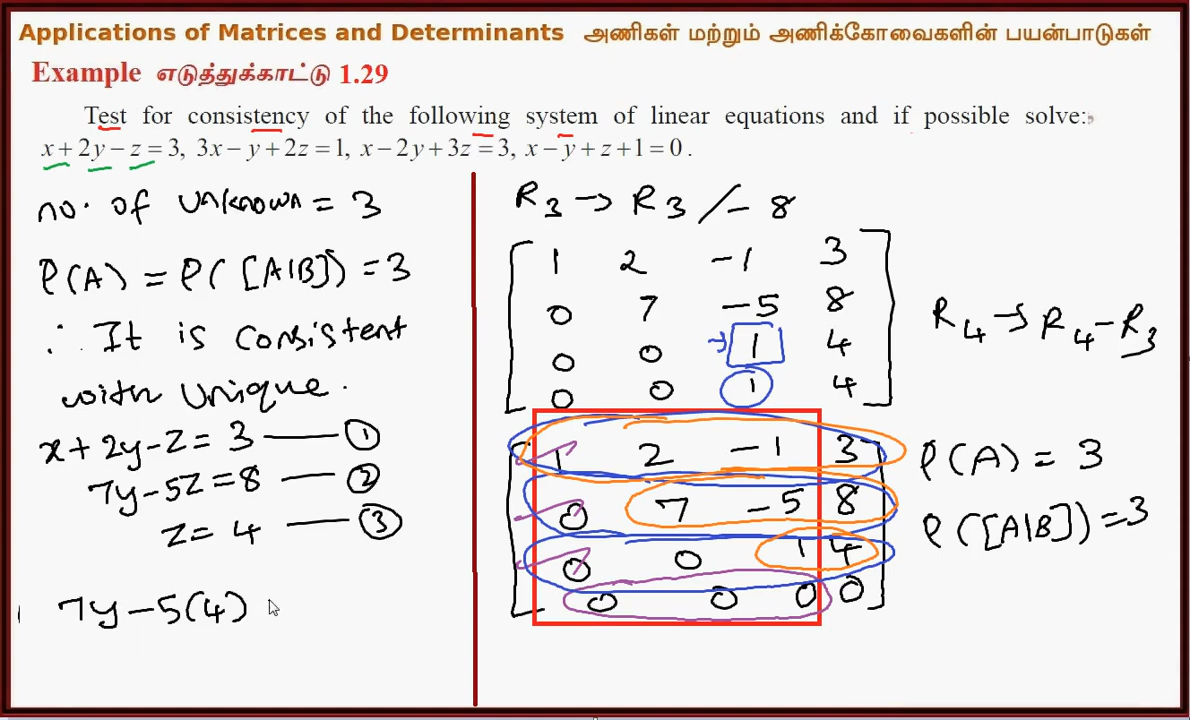 Applications of Matrices and Determinants அணிகள் மற்றும் அணிக்கோவைகளின் பயன்பாடுகள்
Example எடுத்துக்காட்டு 1.29
Test for consistency of the following system of linear equations and if possible solve:
x + 2y − z = 3, 3x − y + 2z = 1, x − 2y + 3z = 3, x − y + z + 1 = 0 .
no. of unknown = 3
ρ(A) = ρ([A|B]) = 3
∴ It is consistent
with unique.
x + 2y − z = 3 —— ①
7y − 5z = 8 —— ②
z = 4 —— ③
7y − 5(4)
R₃ → R₃ / − 8
1 2 −1 3
0 7 −5 8
0 0 1 4
0 0 1 4
R₄ → R₄ − R₃
1 2 −1 3
0 7 −5 8
0 0 1 4
0 0 0 0
ρ(A) = 3
ρ([A|B]) = 3